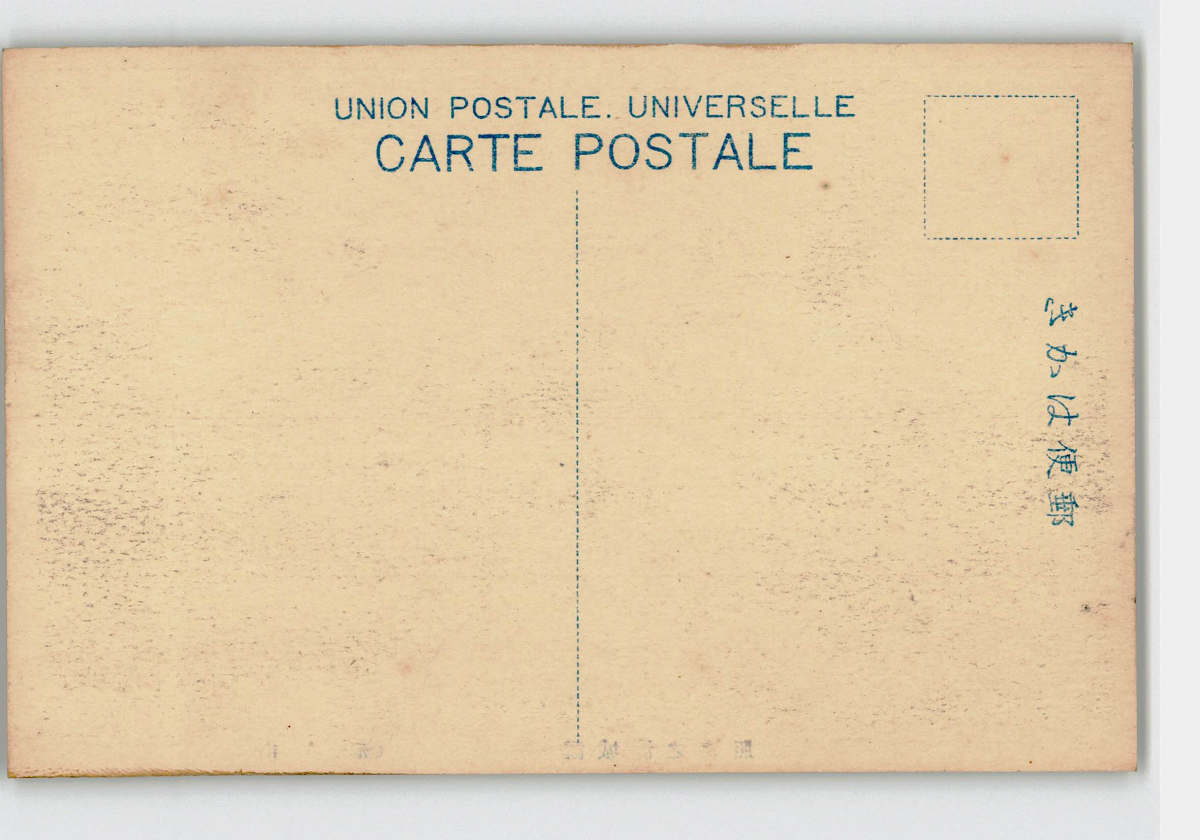 UNION POSTALE. UNIVERSELLE
CARTE POSTALE
きかは便郵